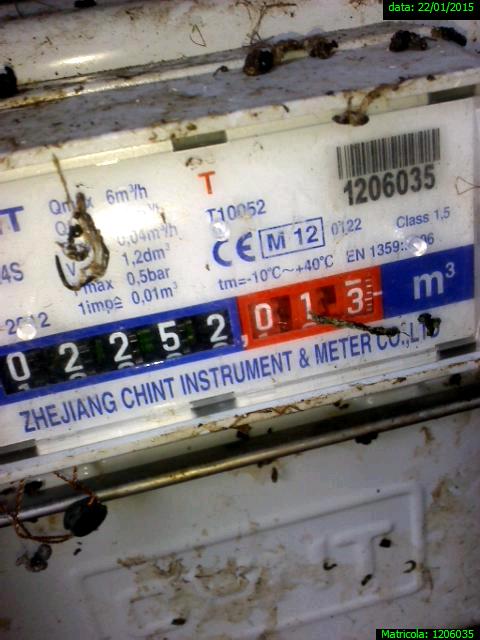 data: 22/01/2015
Qmax 6m³/h
0,04m³/h
1,2dm³
0,5bar
1imp≙ 0,01m³
T
T10052
CE M 12 0122
tm=-10°C~+40°C
1206035
Class 1,5
02252,013 m³
ZHEJIANG CHINT INSTRUMENT & METER CO.,LTD
Matricola: 1206035